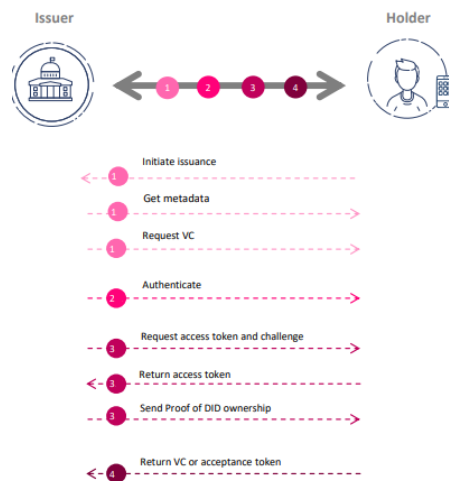 Issuer
Holder
1 2 3 4
Initiate issuance
1
Get metadata
1
Request VC
1
Authenticate
2
Request access token and challenge
3
Return access token
3
Send Proof of DID ownership
3
Return VC or acceptance token
4